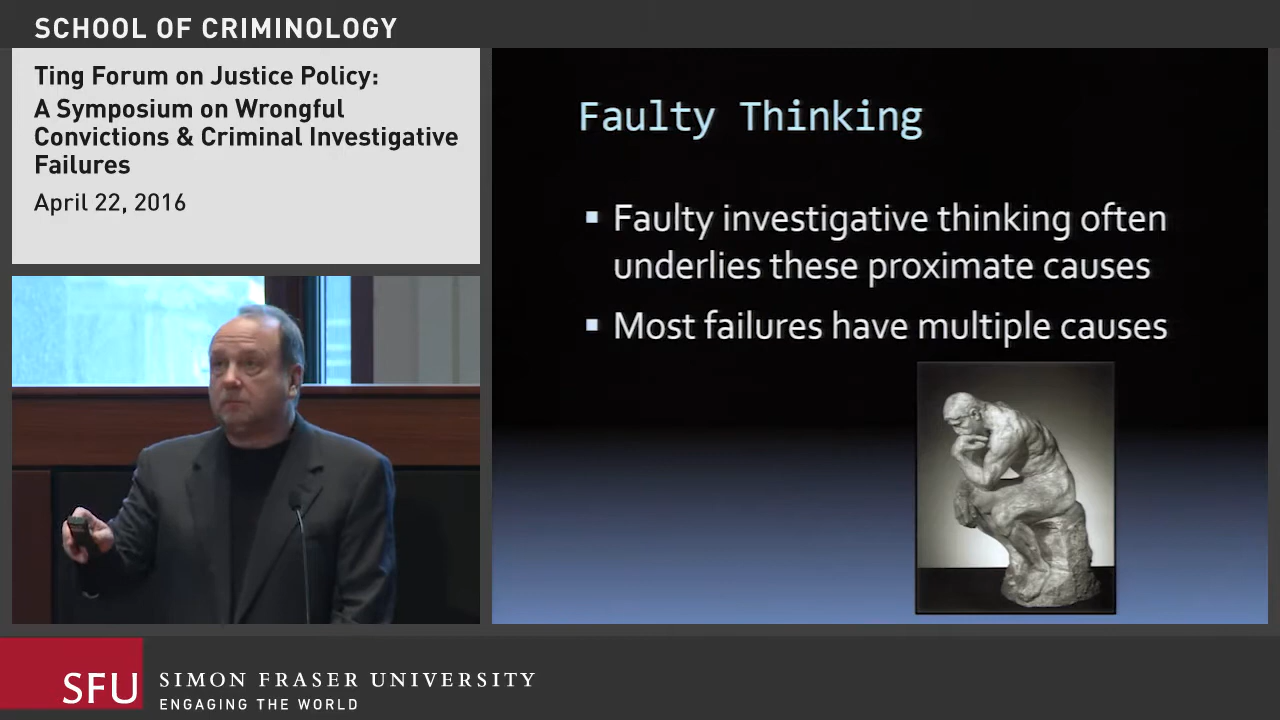 SCHOOL OF CRIMINOLOGY
Ting Forum on Justice Policy:
A Symposium on Wrongful
Convictions & Criminal Investigative
Failures
April 22, 2016
Faulty Thinking
Faulty investigative thinking often
underlies these proximate causes
Most failures have multiple causes
SFU
SIMON FRASER UNIVERSITY
ENGAGING THE WORLD